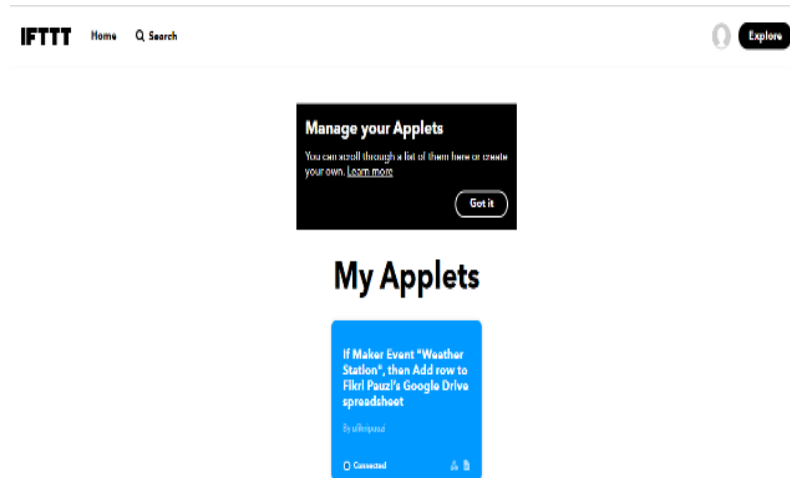 IFTTT Home Search Explore
Manage your Applets
You can scroll through a list of them here or create
your own. Learn more
Got it
My Applets
If Maker Event "Weather
Station", then Add row to
Fikri Pauzi's Google Drive
spreadsheet
Connected